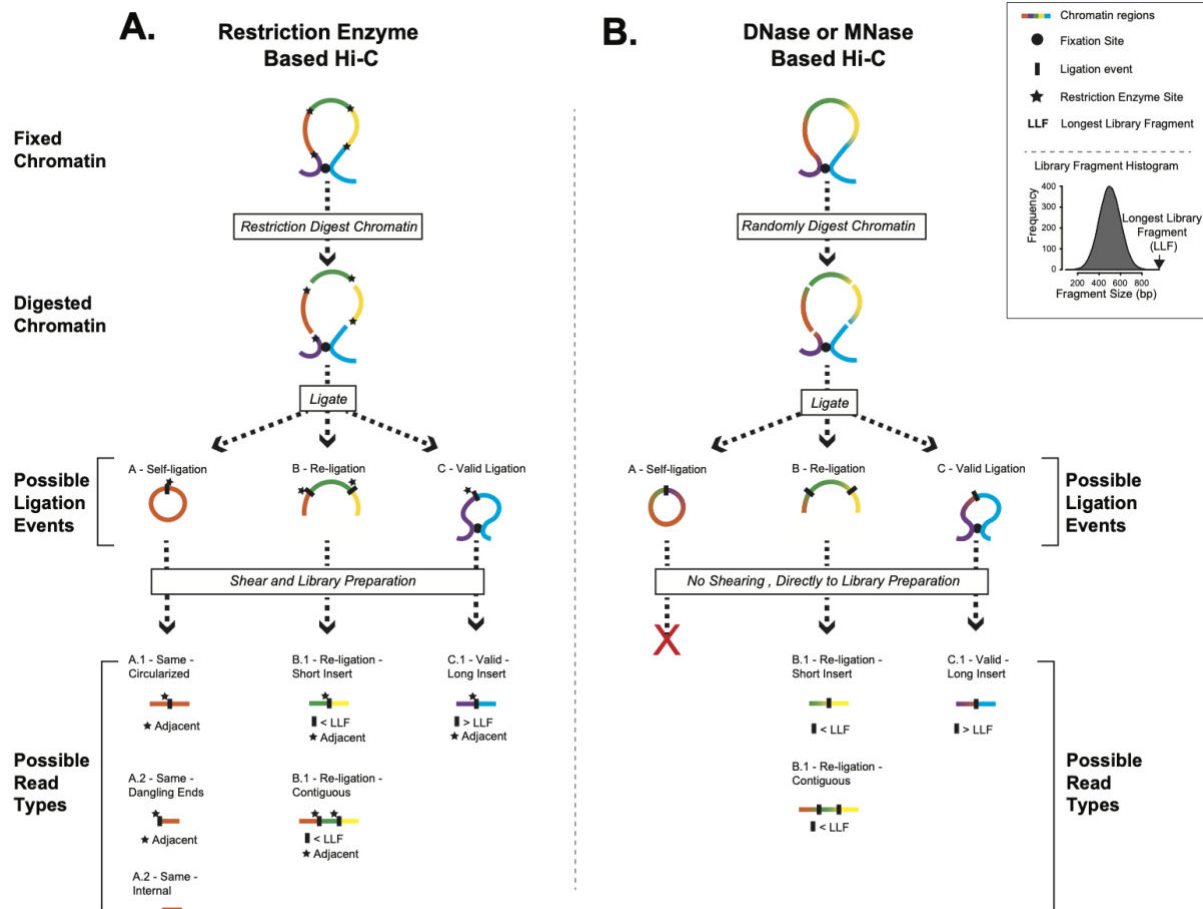 A.
Restriction Enzyme
Based Hi-C
B.
DNase or MNase
Based Hi-C
Chromatin regions
Fixation Site
Ligation event
Restriction Enzyme Site
LLF Longest Library Fragment
Library Fragment Histogram
Frequency
400
300
200
100
0
Longest Library
Fragment
(LLF)
200 400 600 800
Fragment Size (bp)
Fixed
Chromatin
Restriction Digest Chromatin
Randomly Digest Chromatin
Digested
Chromatin
Ligate
Ligate
Possible
Ligation
Events
A - Self-ligation
B - Re-ligation
C - Valid Ligation
A - Self-ligation
B - Re-ligation
C - Valid Ligation
Possible
Ligation
Events
Shear and Library Preparation
No Shearing , Directly to Library Preparation
X
Possible
Read
Types
A.1 - Same -
Circularized
★ Adjacent
B.1 - Re-ligation -
Short Insert
< LLF
★ Adjacent
C.1 - Valid -
Long Insert
> LLF
★ Adjacent
A.2 - Same -
Dangling Ends
★ Adjacent
B.1 - Re-ligation -
Contiguous
< LLF
★ Adjacent
A.2 - Same -
Internal
B.1 - Re-ligation -
Short Insert
< LLF
C.1 - Valid -
Long Insert
> LLF
B.1 - Re-ligation -
Contiguous
< LLF
Possible
Read
Types